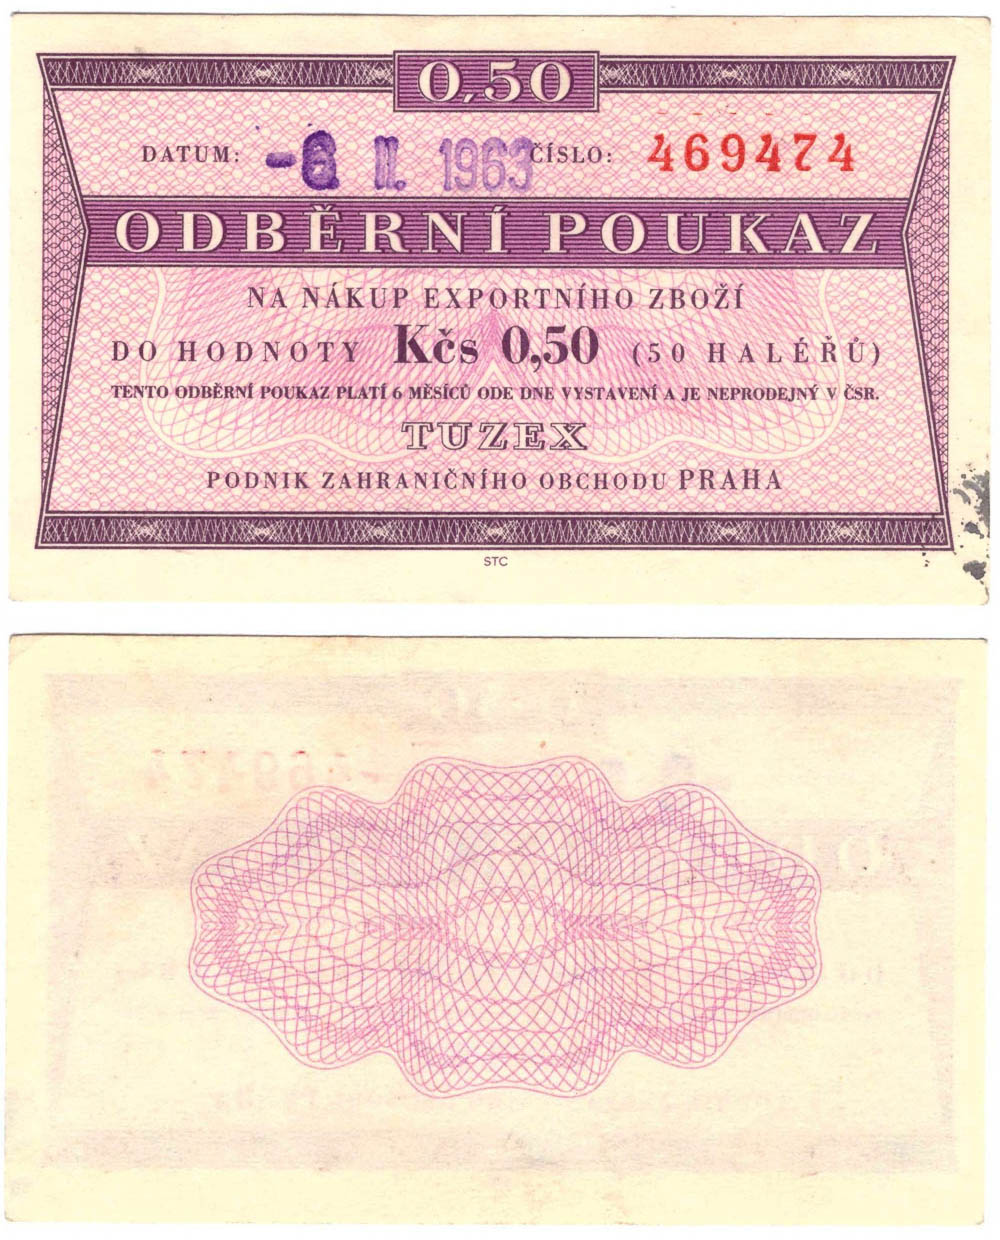 0,50
DATUM: -6. II. 1963 ČÍSLO: 469474
ODBĚRNÍ POUKAZ
NA NÁKUP EXPORTNÍHO ZBOŽÍ
DO HODNOTY Kčs 0,50 (50 HALÉŘŮ)
TENTO ODBĚRNÍ POUKAZ PLATÍ 6 MĚSÍCŮ ODE DNE VYSTAVENÍ A JE NEPRODEJNÝ V ČSR.
TUZEX
PODNIK ZAHRANIČNÍHO OBCHODU PRAHA
STC